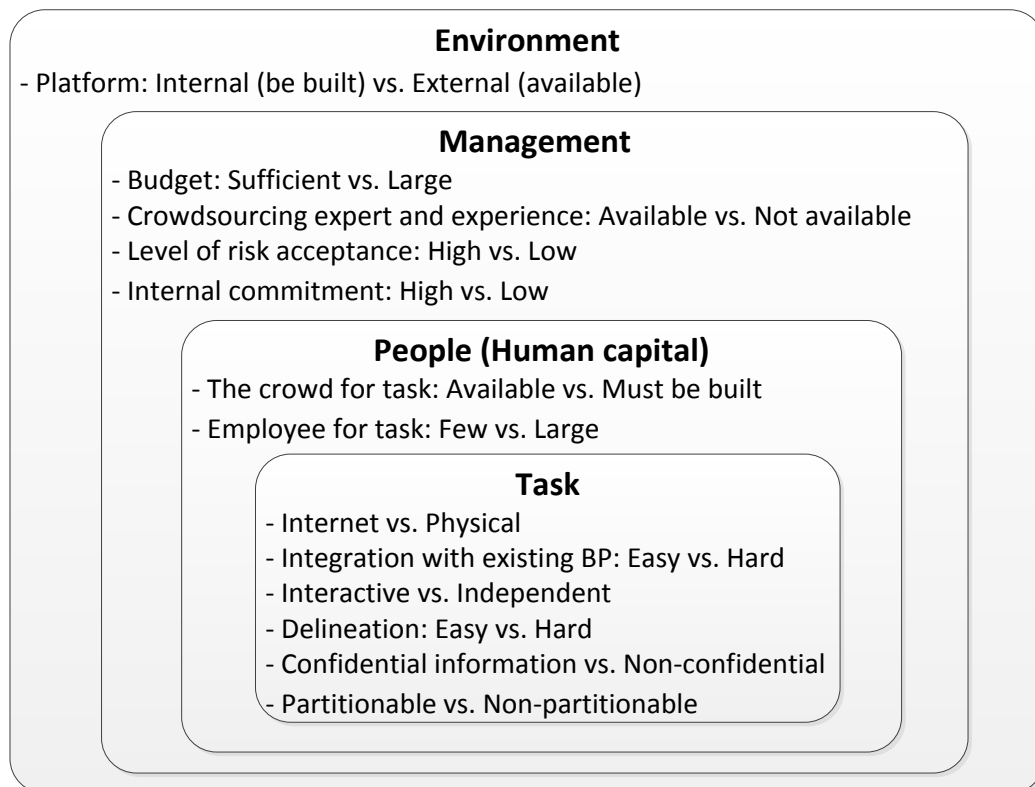 Environment
- Platform: Internal (be built) vs. External (available)
Management
- Budget: Sufficient vs. Large
- Crowdsourcing expert and experience: Available vs. Not available
- Level of risk acceptance: High vs. Low
- Internal commitment: High vs. Low
People (Human capital)
- The crowd for task: Available vs. Must be built
- Employee for task: Few vs. Large
Task
- Internet vs. Physical
- Integration with existing BP: Easy vs. Hard
- Interactive vs. Independent
- Delineation: Easy vs. Hard
- Confidential information vs. Non-confidential
- Partitionable vs. Non-partitionable